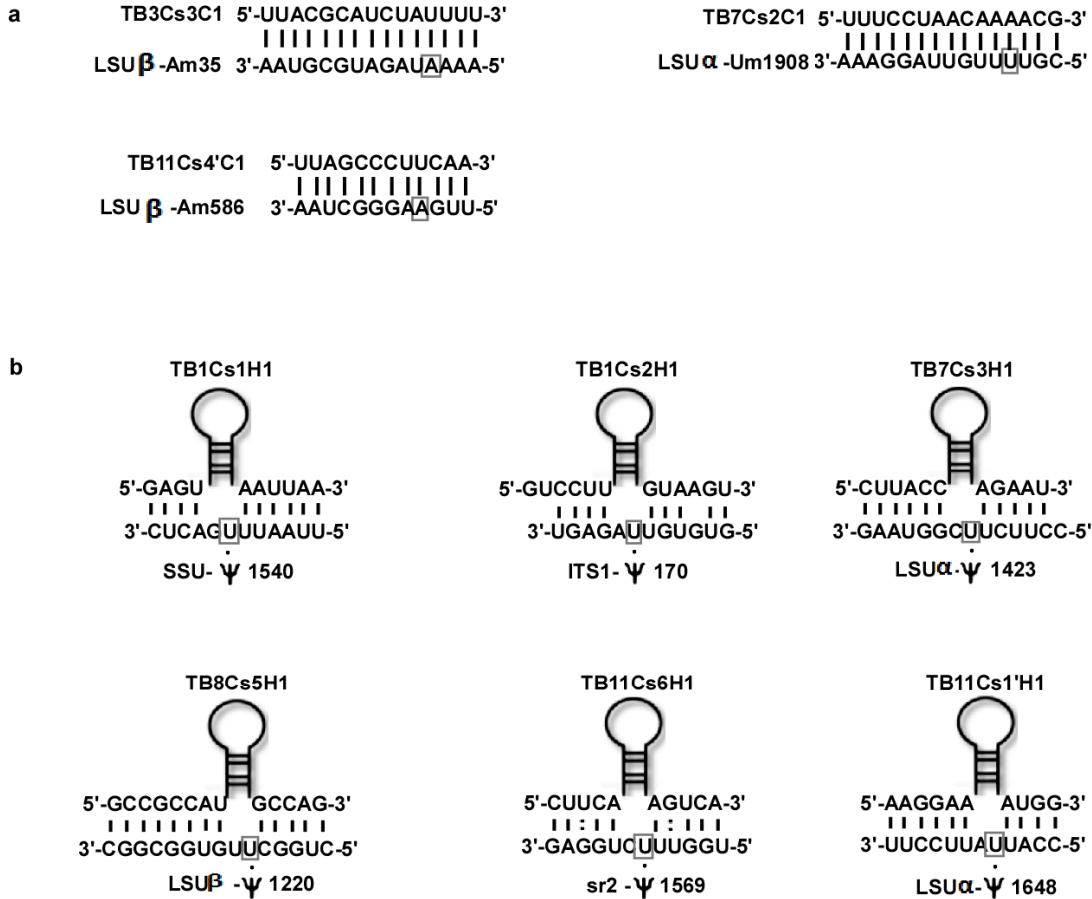 a
TB3Cs3C1 5'-UUACGCAUCUAUUUU-3'
LSU β -Am35 3'-AAUGCGUAGAUAAAA-5'
TB7Cs2C1 5'-UUUCCUAACAAAACG-3'
LSU α -Um1908 3'-AAAGGAUUGUUUUGC-5'
TB11Cs4'C1 5'-UUAGCCCUUCAA-3'
LSU β -Am586 3'-AAUCGGGAAGUU-5'
b
TB1Cs1H1
5'-GAGU AAUUAA-3'
3'-CUCAGUUUAAUU-5'
SSU- Ψ 1540
TB1Cs2H1
5'-GUCCUU GUAAGU-3'
3'-UGAGAUUGUGUG-5'
ITS1- Ψ 170
TB7Cs3H1
5'-CUUACC AGAAU-3'
3'-GAAUGGCUUCUUCC-5'
LSUα- Ψ 1423
TB8Cs5H1
5'-GCCGCCAU GCCAG-3'
3'-CGGCGGUGUUCGGUC-5'
LSUβ -Ψ 1220
TB11Cs6H1
5'-CUUCA AGUCA-3'
3'-GAGGUCUUUGGU-5'
sr2 -Ψ 1569
TB11Cs1'H1
5'-AAGGAA AUGG-3'
3'-UUCCUUAUUACC-5'
LSUα- Ψ 1648